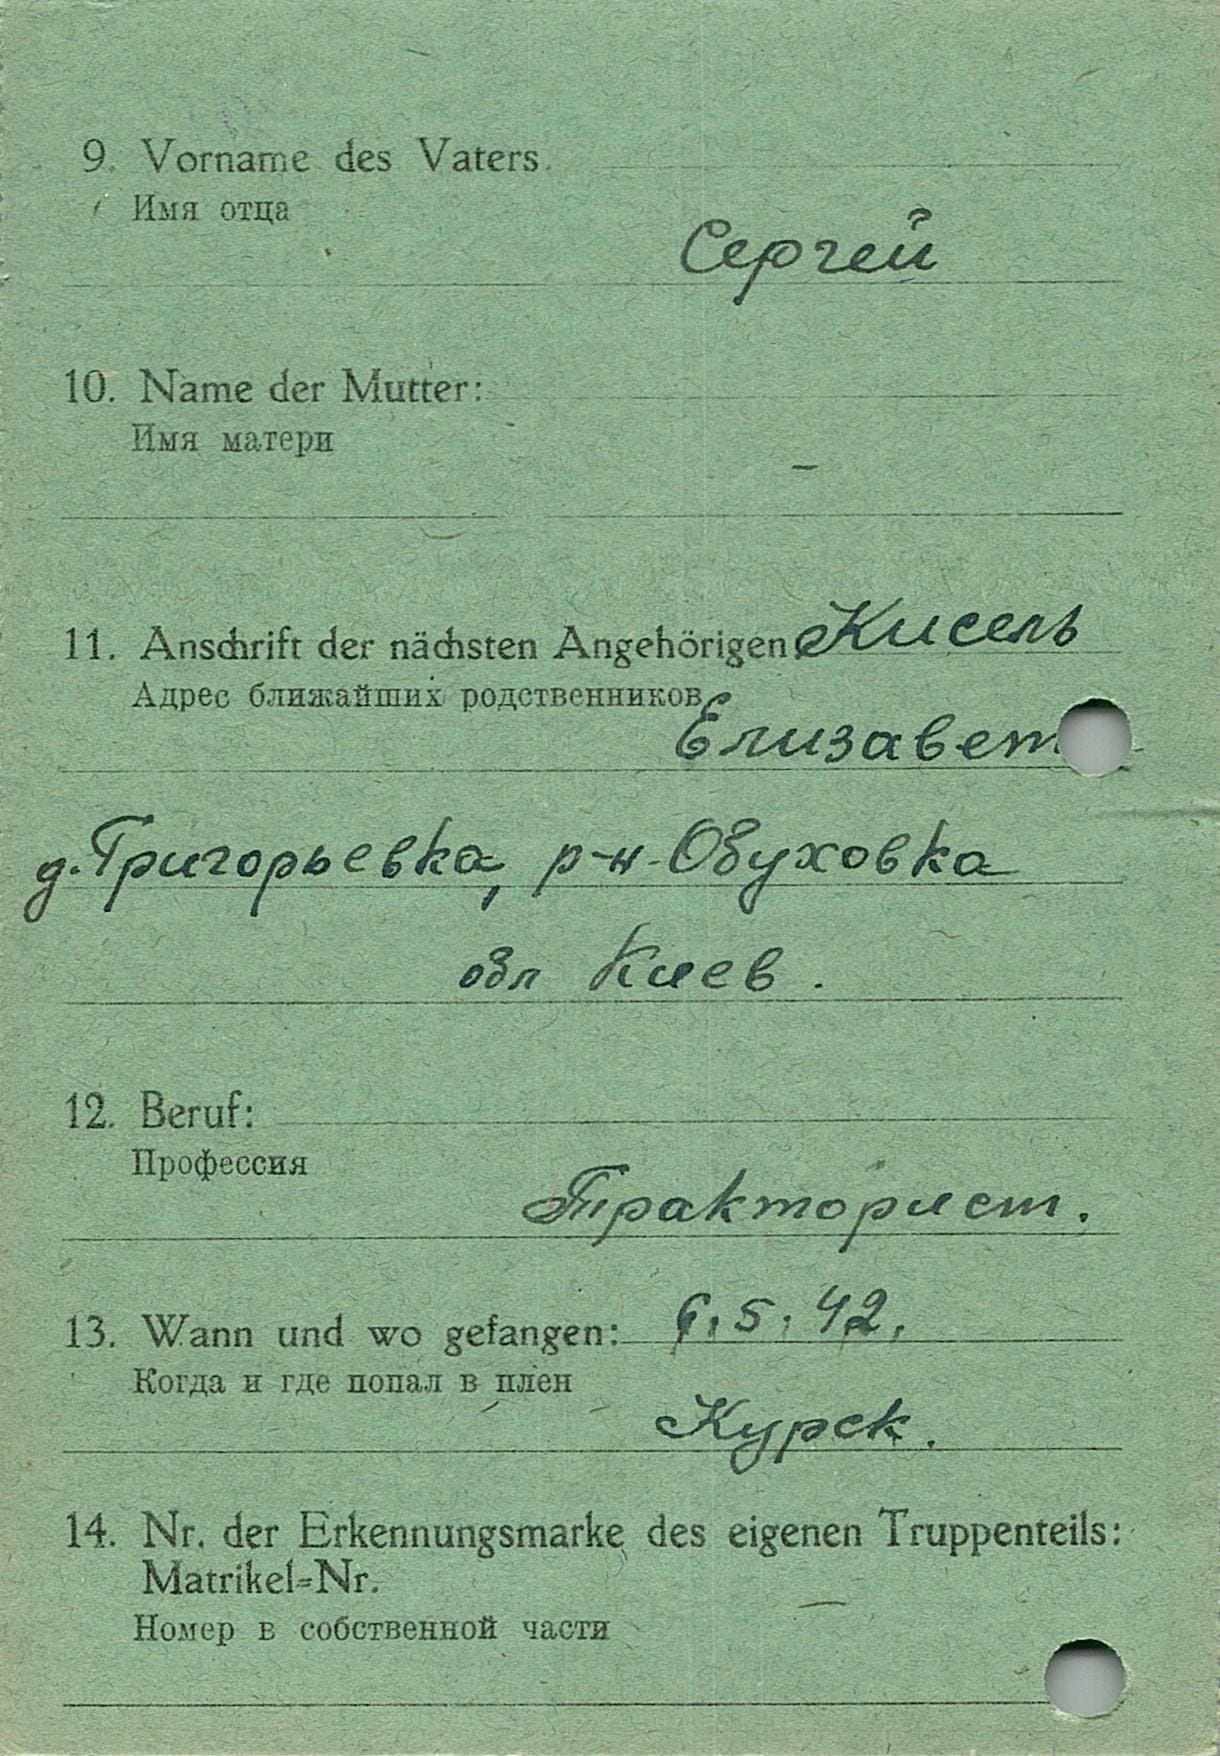 9. Vorname des Vaters
Имя отца
Сергей
10. Name der Mutter:
Имя матери
–
11. Anschrift der nächsten Angehörigen Кисель
Адрес ближайших родственников
Елизавет
д. Григорьевка, р-н Обуховка
обл Киев.
12. Beruf:
Профессия
Тракторист.
13. Wann und wo gefangen: 6.5.42.
Когда и где попал в плен
Курск.
14. Nr. der Erkennungsmarke des eigenen Truppenteils:
Matrikel-Nr.
Номер в собственной части
–